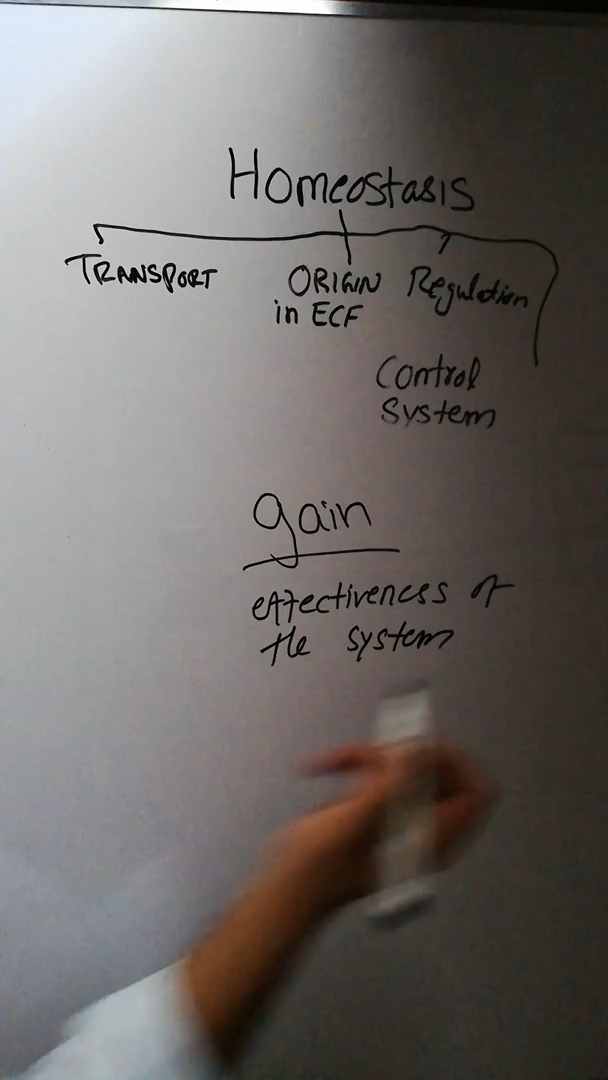 Homeostasis
TRANSPORT
ORIGIN
in ECF
Regulation
Control
System
gain
effectiveness of
the system